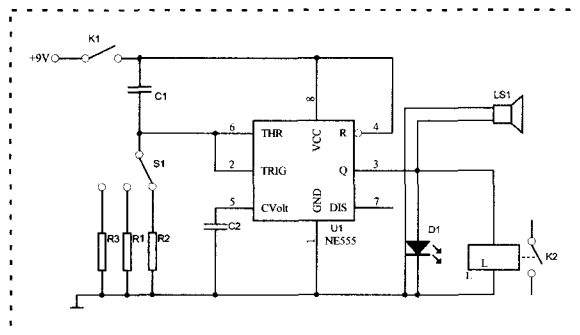 K1
+9V
C1
LS1
8
6 THR VCC R 4
S1
2 TRIG Q 3
5 CVolt GND DIS 7
U1
C2
NE555
1
D1
R3 R1 R2
L
L
K2